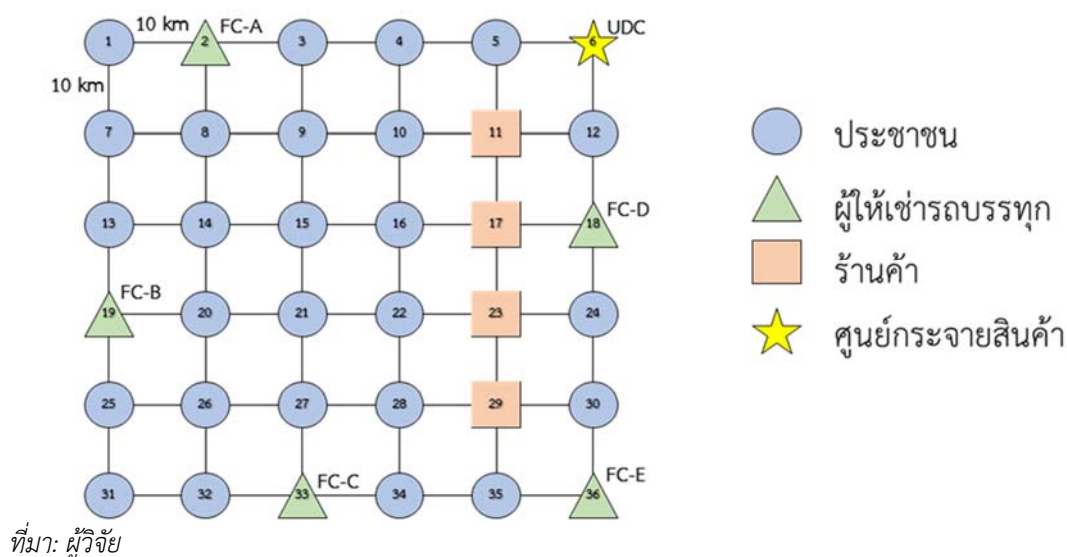 10 km FC-A UDC
1 2 3 4 5 6
10 km
7 8 9 10 11 12
FC-D
13 14 15 16 17 18
FC-B
19 20 21 22 23 24
25 26 27 28 29 30
FC-C FC-E
31 32 33 34 35 36
ประชาชน
ผู้ให้เช่ารถบรรทุก
ร้านค้า
ศูนย์กระจายสินค้า
ที่มา: ผู้วิจัย